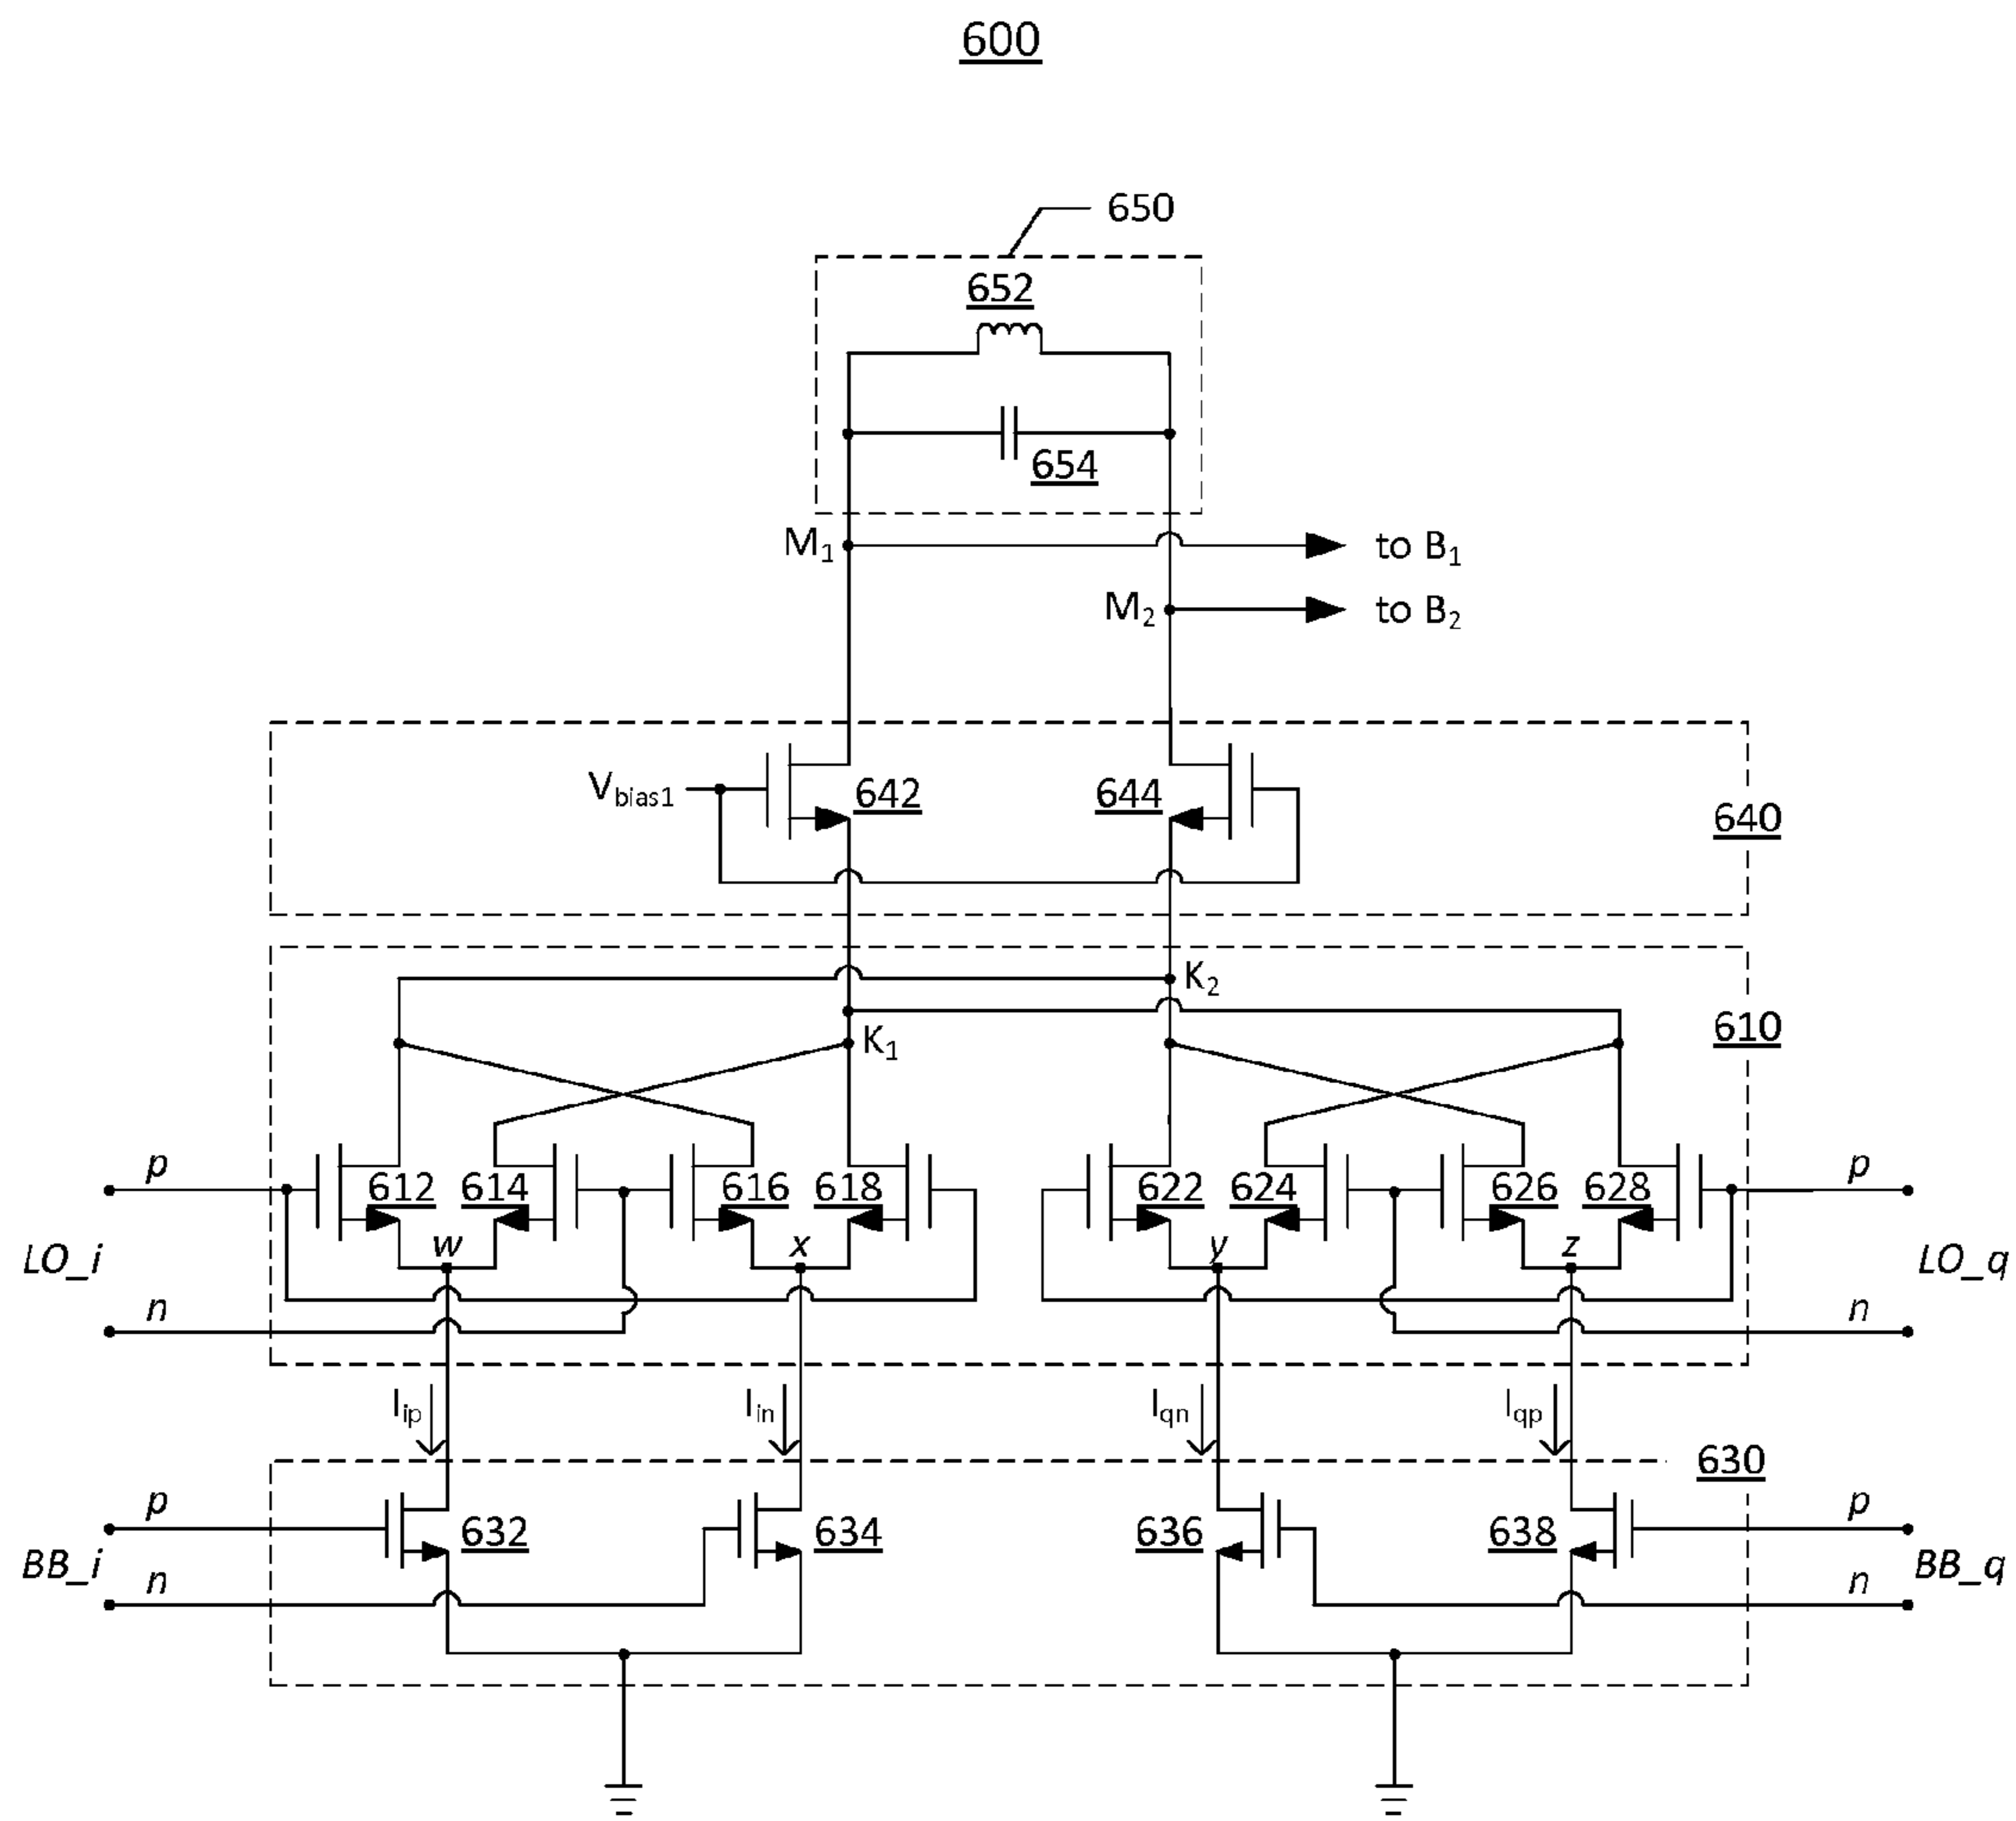 600
650
652
654
M1
to B1
M2
to B2
Vbias1
642
644
640
K2
K1
610
p
612
614
616
618
622
624
626
628
p
w
x
y
z
LO_i
LO_q
n
n
Iip
Iin
Iqn
Iqp
630
p
632
634
636
638
p
BB_i
BB_q
n
n